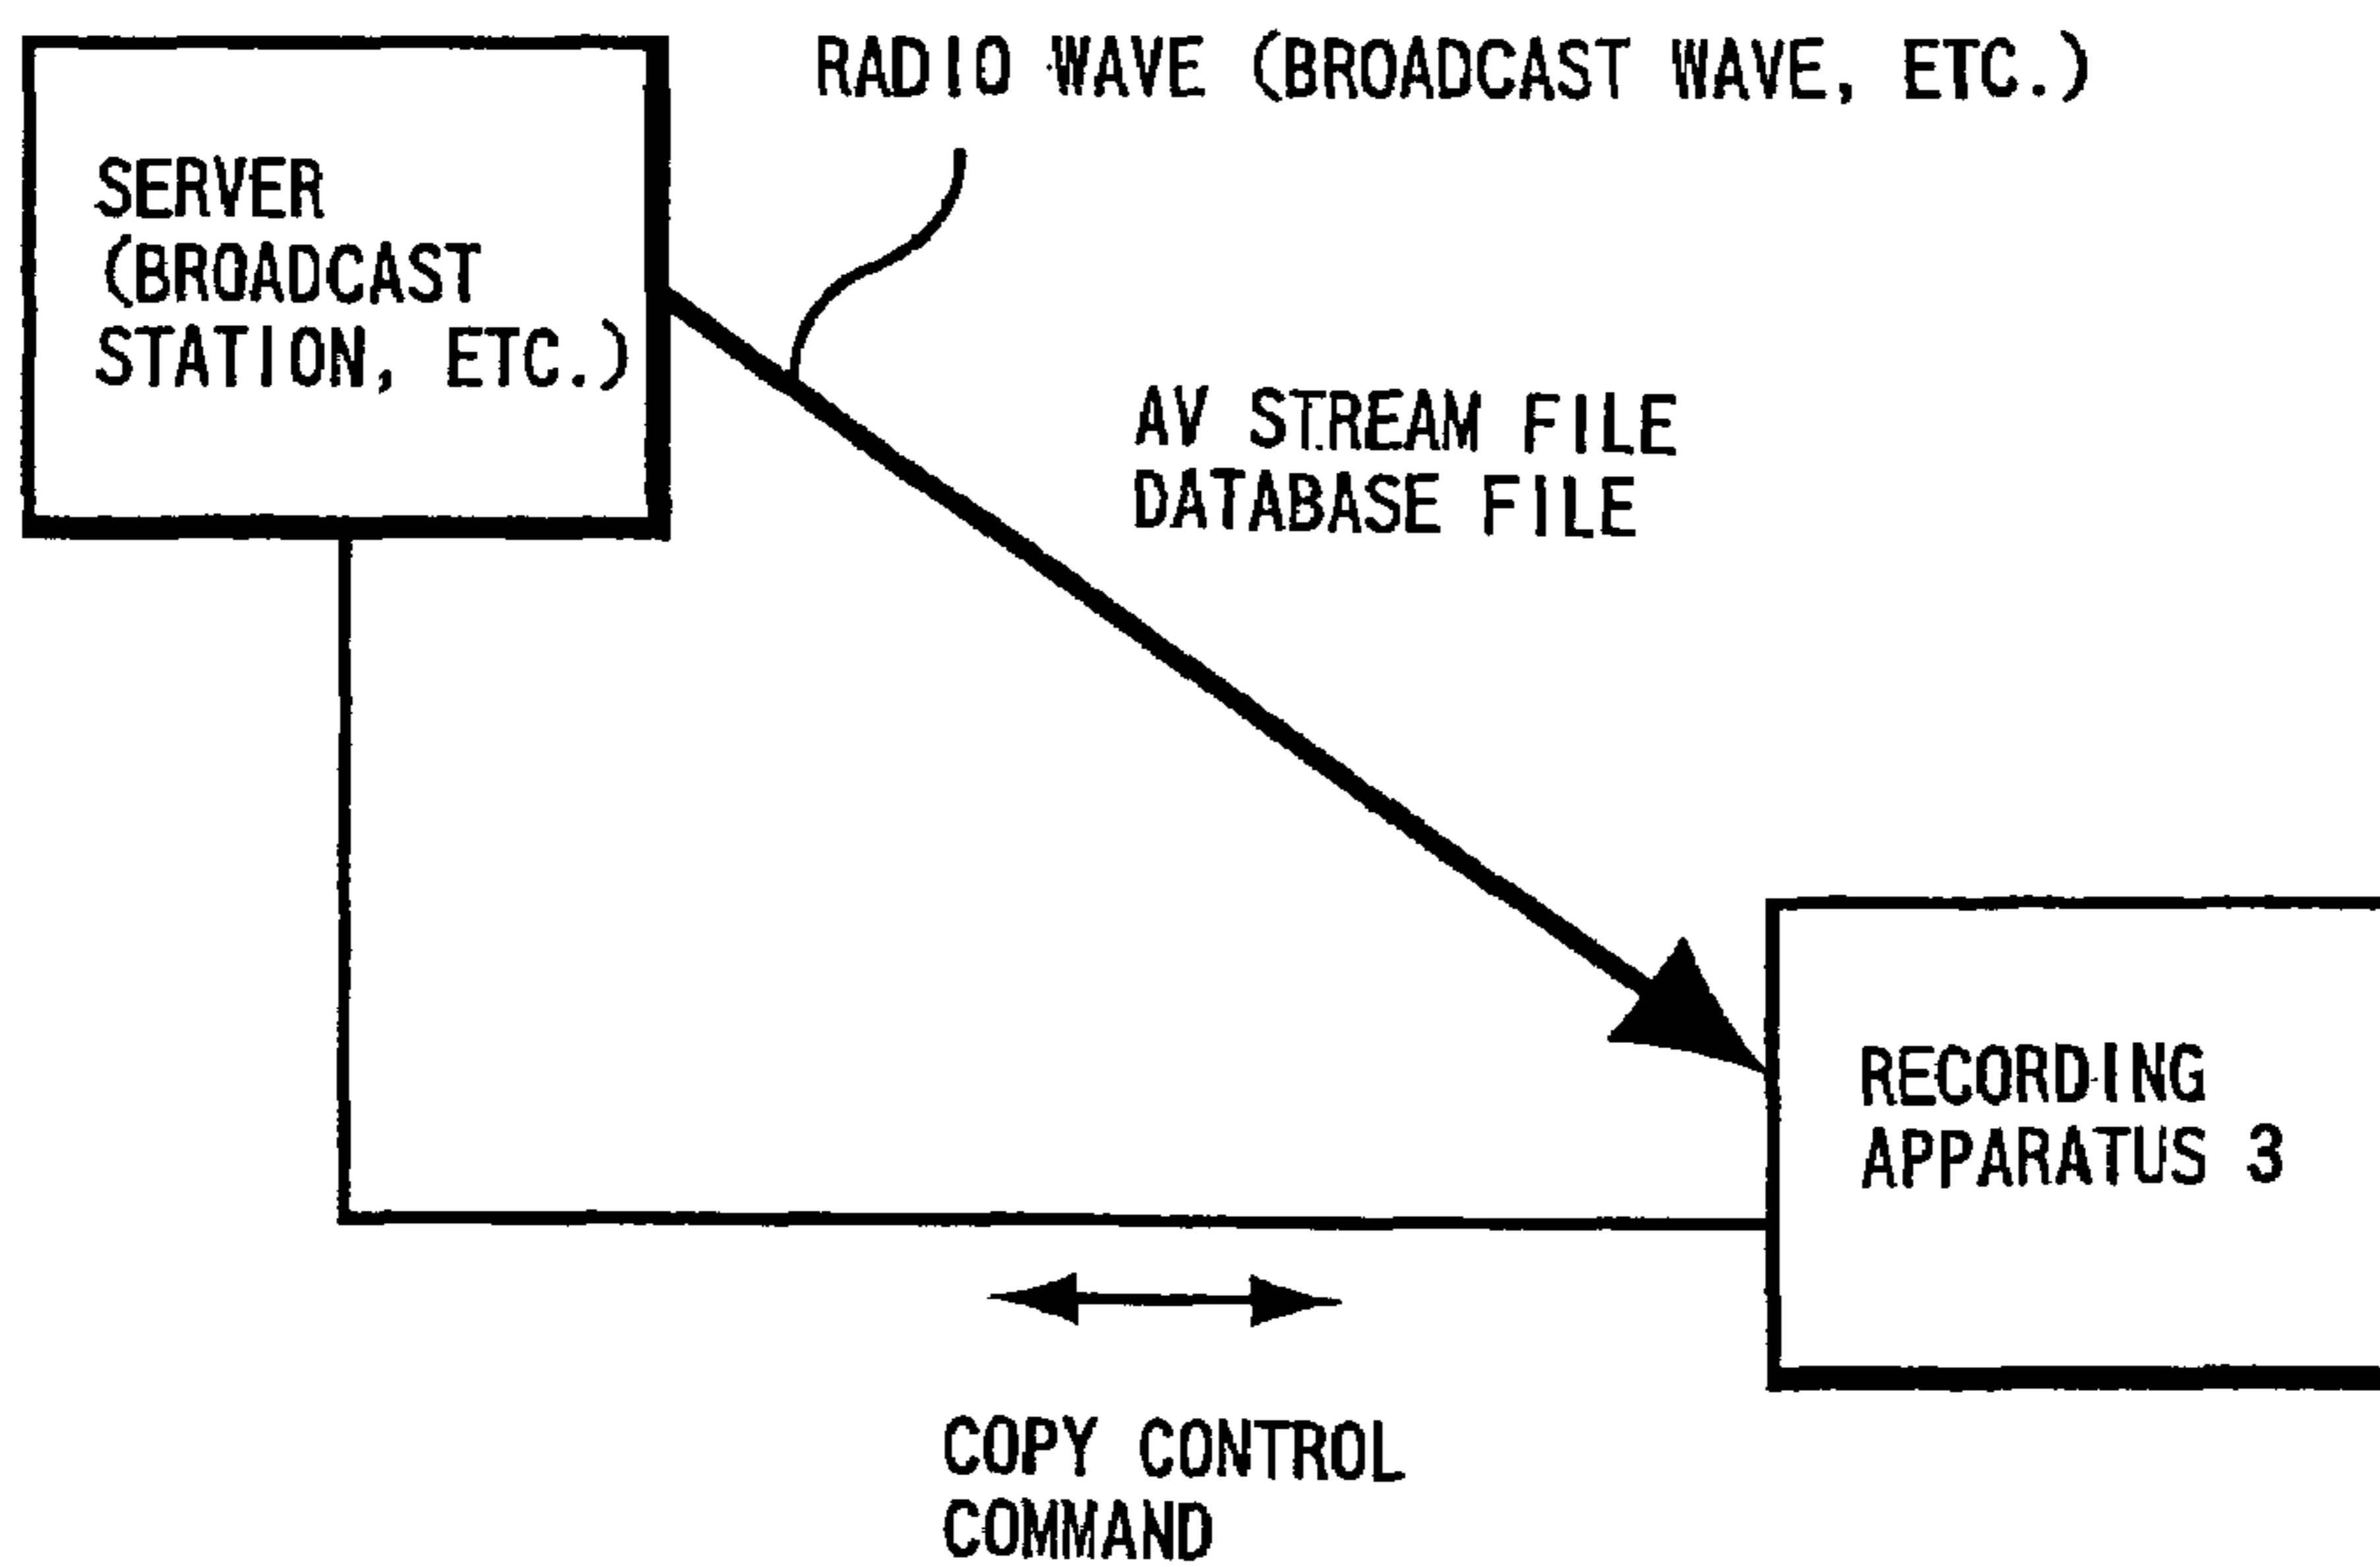 RADIO WAVE (BROADCAST WAVE, ETC.)
SERVER
(BROADCAST
STATION, ETC.)
AV STREAM FILE
DATABASE FILE
RECORDING
APPARATUS 3
COPY CONTROL
COMMAND